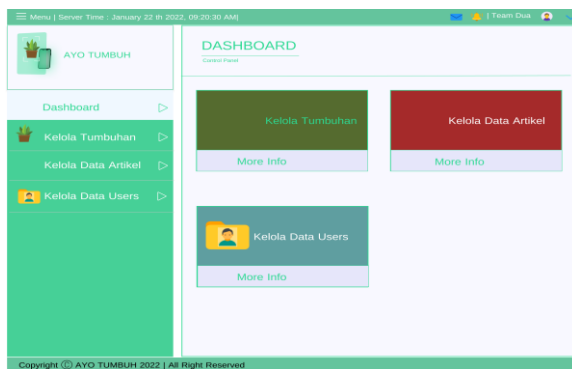 Menu | Server Time : January 22 th 2022, 09:20:30 AM|
| Team Dua
AYO TUMBUH
DASHBOARD
Control Panel
Dashboard
Kelola Tumbuhan
Kelola Data Artikel
Kelola Data Users
Kelola Tumbuhan
More Info
Kelola Data Artikel
More Info
Kelola Data Users
More Info
Copyright © AYO TUMBUH 2022 | All Right Reserved